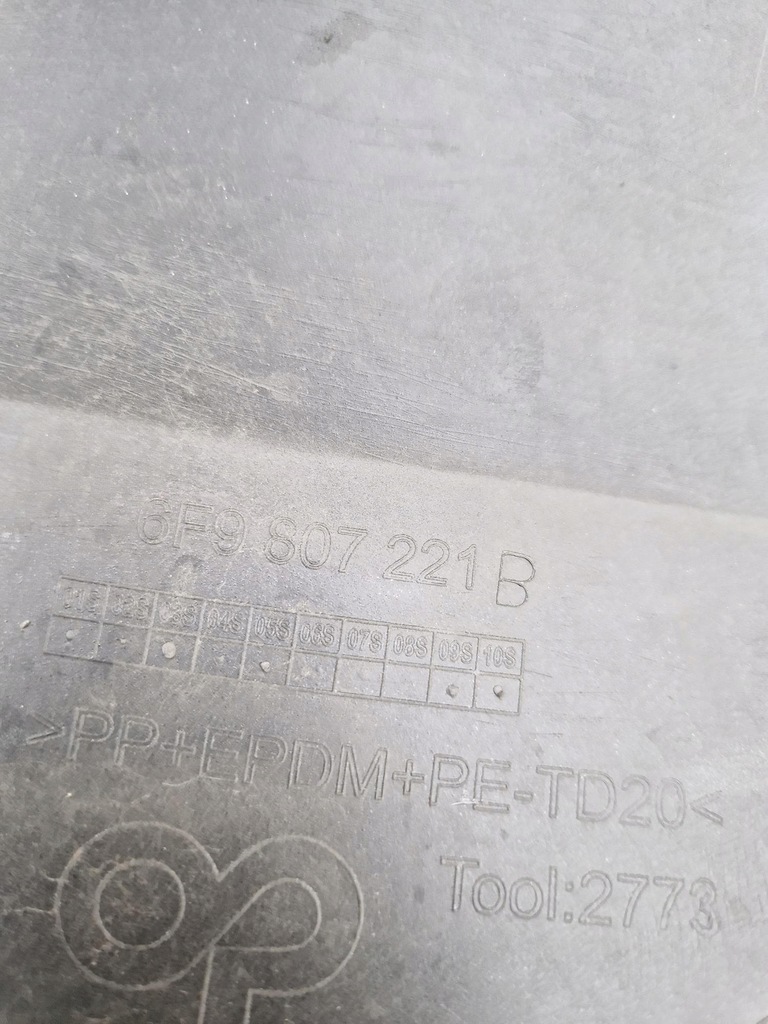 6F9 807 221 B
01S 02S 03S 04S 05S 06S 07S 08S 09S 10S
>PP+EPDM+PE-TD20<
OP
Tool:2773